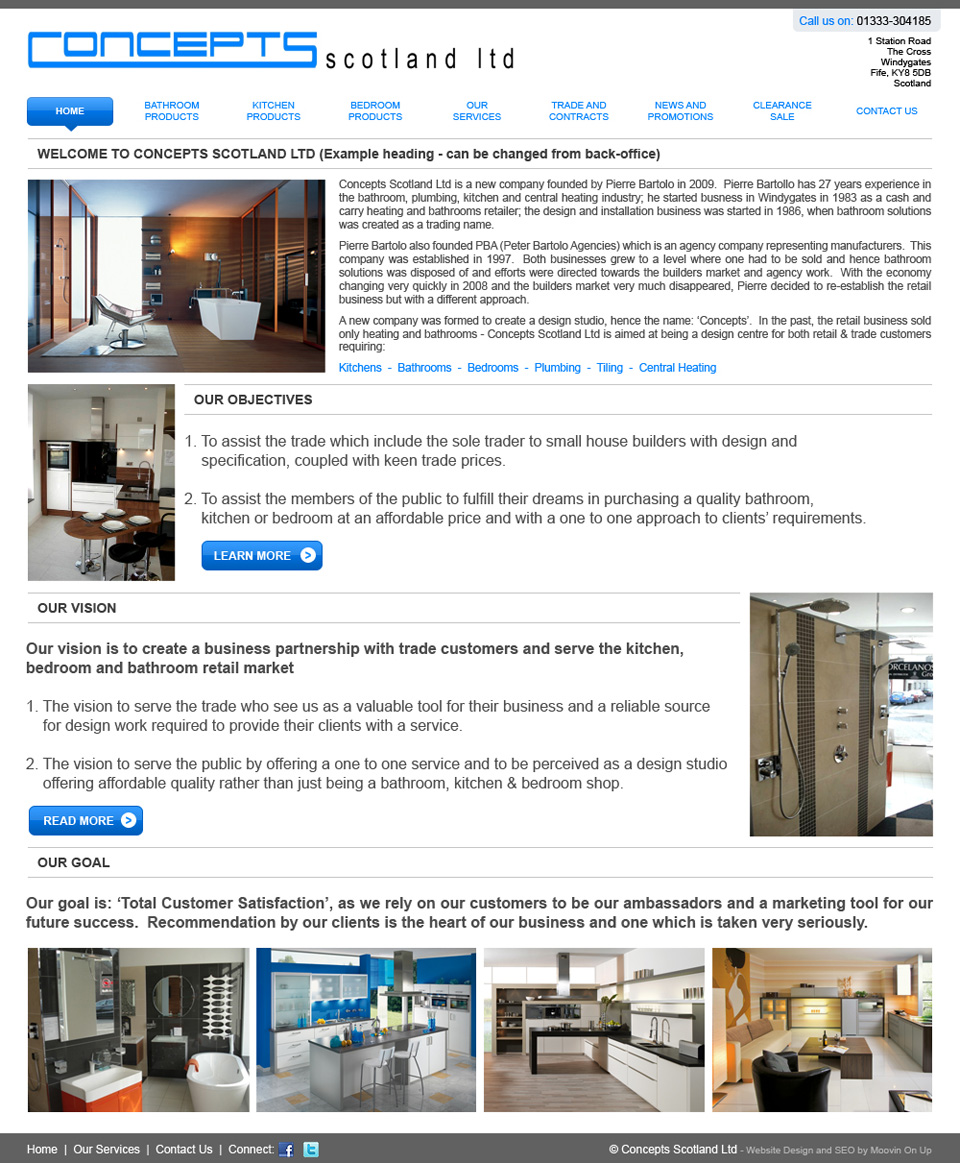 Call us on: 01333-304185
CONCEPTS scotland ltd
1 Station Road
The Cross
Windygates
Fife, KY8 5DB
Scotland
HOME
BATHROOM
PRODUCTS
KITCHEN
PRODUCTS
BEDROOM
PRODUCTS
OUR
SERVICES
TRADE AND
CONTRACTS
NEWS AND
PROMOTIONS
CLEARANCE
SALE
CONTACT US
WELCOME TO CONCEPTS SCOTLAND LTD (Example heading - can be changed from back-office)
Concepts Scotland Ltd is a new company founded by Pierre Bartolo in 2009. Pierre Bartollo has 27 years experience in
the bathroom, plumbing, kitchen and central heating industry; he started busness in Windygates in 1983 as a cash and
carry heating and bathrooms retailer; the design and installation business was started in 1986, when bathroom solutions
was created as a trading name.
Pierre Bartolo also founded PBA (Peter Bartolo Agencies) which is an agency company representing manufacturers. This
company was established in 1997. Both businesses grew to a level where one had to be sold and hence bathroom
solutions was disposed of and efforts were directed towards the builders market and agency work. With the economy
changing very quickly in 2008 and the builders market very much disappeared, Pierre decided to re-establish the retail
business but with a different approach.
A new company was formed to create a design studio, hence the name: ‘Concepts’. In the past, the retail business sold
only heating and bathrooms - Concepts Scotland Ltd is aimed at being a design centre for both retail & trade customers
requiring:
Kitchens - Bathrooms - Bedrooms - Plumbing - Tiling - Central Heating
OUR OBJECTIVES
1. To assist the trade which include the sole trader to small house builders with design and
specification, coupled with keen trade prices.
2. To assist the members of the public to fulfill their dreams in purchasing a quality bathroom,
kitchen or bedroom at an affordable price and with a one to one approach to clients’ requirements.
LEARN MORE
OUR VISION
Our vision is to create a business partnership with trade customers and serve the kitchen,
bedroom and bathroom retail market
1. The vision to serve the trade who see us as a valuable tool for their business and a reliable source
for design work required to provide their clients with a service.
2. The vision to serve the public by offering a one to one service and to be perceived as a design studio
offering affordable quality rather than just being a bathroom, kitchen & bedroom shop.
READ MORE
ORCELANOS
OUR GOAL
Our goal is: ‘Total Customer Satisfaction’, as we rely on our customers to be our ambassadors and a marketing tool for our
future success. Recommendation by our clients is the heart of our business and one which is taken very seriously.
Home | Our Services | Contact Us | Connect:
© Concepts Scotland Ltd - Website Design and SEO by Moovin On Up